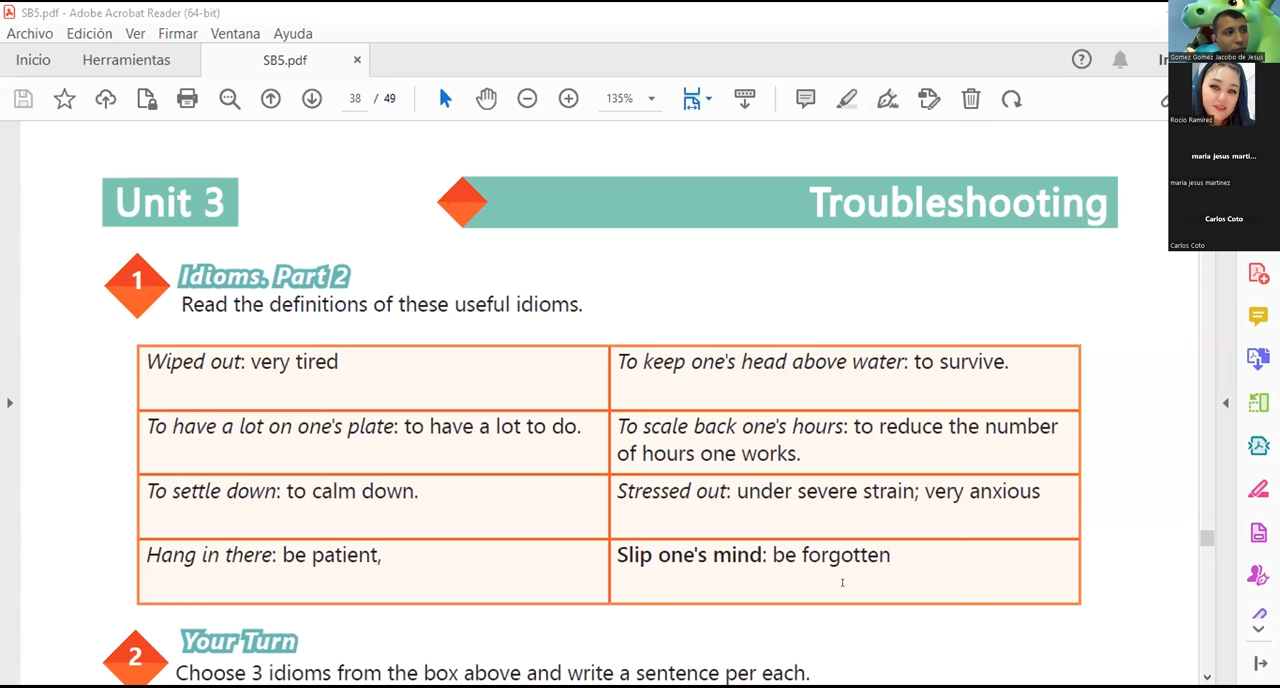 SB5.pdf - Adobe Acrobat Reader (64-bit)
Archivo Edición Ver Firmar Ventana Ayuda
Inicio Herramientas SB5.pdf ×
38 / 49 135%
Unit 3 Troubleshooting
1 Idioms. Part 2
Read the definitions of these useful idioms.
Wiped out: very tired
To keep one's head above water: to survive.
To have a lot on one's plate: to have a lot to do.
To scale back one's hours: to reduce the number
of hours one works.
To settle down: to calm down.
Stressed out: under severe strain; very anxious
Hang in there: be patient,
Slip one's mind: be forgotten
2 Your Turn
Choose 3 idioms from the box above and write a sentence per each.
Gomez Gomez Jacobo de Jesus
Rocio Ramírez
maria jesus marti...
maria jesus martinez
Carlos Coto
Carlos Coto